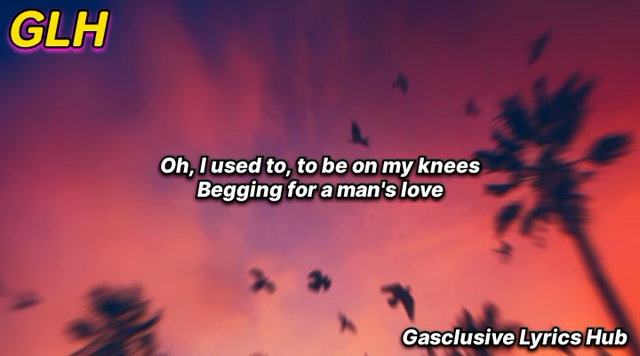 GLH
Oh, I used to, to be on my knees
Begging for a man's love
Gasclusive Lyrics Hub